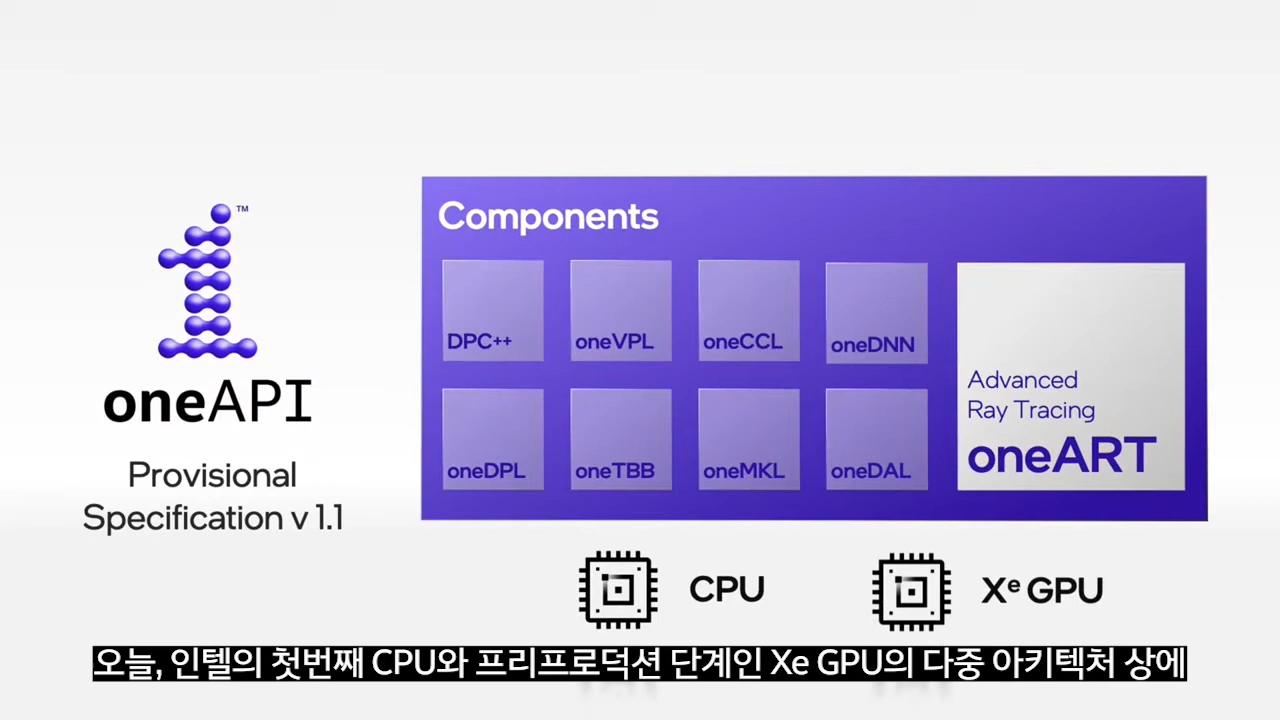 ™
oneAPI
Provisional
Specification v 1.1
Components
DPC++
oneVPL
oneCCL
oneDNN
oneDPL
oneTBB
oneMKL
oneDAL
Advanced
Ray Tracing
oneART
CPU
Xᵉ GPU
오늘, 인텔의 첫번째 CPU와 프리프로덕션 단계인 Xe GPU의 다중 아키텍처 상에